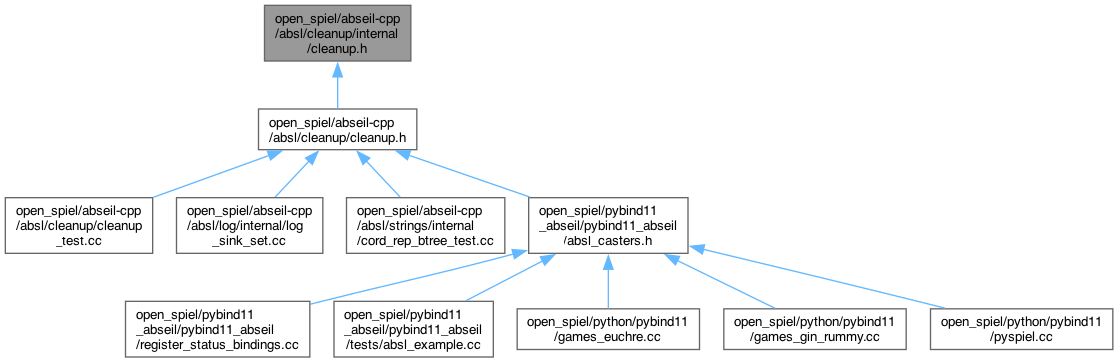 open_spiel/abseil-cpp
/absl/cleanup/internal
/cleanup.h
open_spiel/abseil-cpp
/absl/cleanup/cleanup.h
open_spiel/abseil-cpp
/absl/cleanup/cleanup
_test.cc
open_spiel/abseil-cpp
/absl/log/internal/log
_sink_set.cc
open_spiel/abseil-cpp
/absl/strings/internal
/cord_rep_btree_test.cc
open_spiel/pybind11
_abseil/pybind11_abseil
/absl_casters.h
open_spiel/pybind11
_abseil/pybind11_abseil
/register_status_bindings.cc
open_spiel/pybind11
_abseil/pybind11_abseil
/tests/absl_example.cc
open_spiel/python/pybind11
/games_euchre.cc
open_spiel/python/pybind11
/games_gin_rummy.cc
open_spiel/python/pybind11
/pyspiel.cc